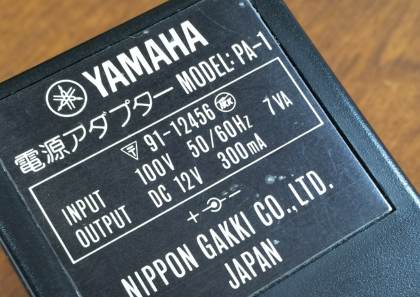 YAMAHA
電源アダプター MODEL: PA-1
91-12456
INPUT 100V 50/60Hz 7VA
OUTPUT DC 12V 300mA
NIPPON GAKKI CO., LTD.
JAPAN